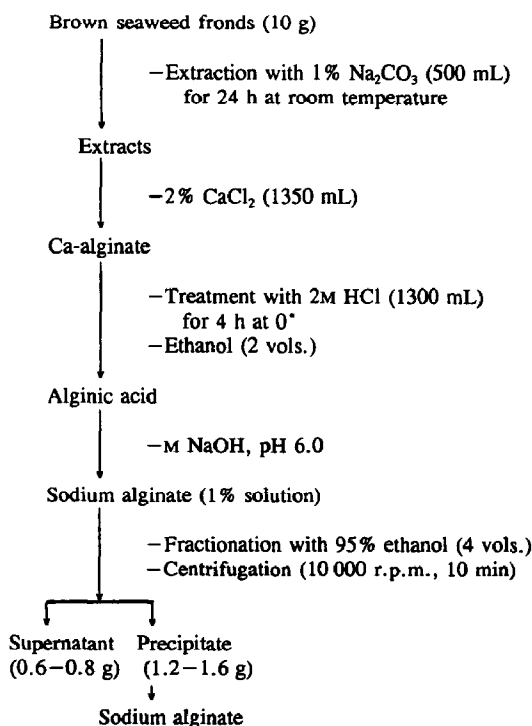 Brown seaweed fronds (10 g)
−Extraction with 1% Na₂CO₃ (500 mL)
for 24 h at room temperature
Extracts
−2% CaCl₂ (1350 mL)
Ca-alginate
−Treatment with 2M HCl (1300 mL)
for 4 h at 0°
−Ethanol (2 vols.)
Alginic acid
−M NaOH, pH 6.0
Sodium alginate (1% solution)
−Fractionation with 95% ethanol (4 vols.)
−Centrifugation (10 000 r.p.m., 10 min)
Supernatant Precipitate
(0.6−0.8 g) (1.2−1.6 g)
Sodium alginate